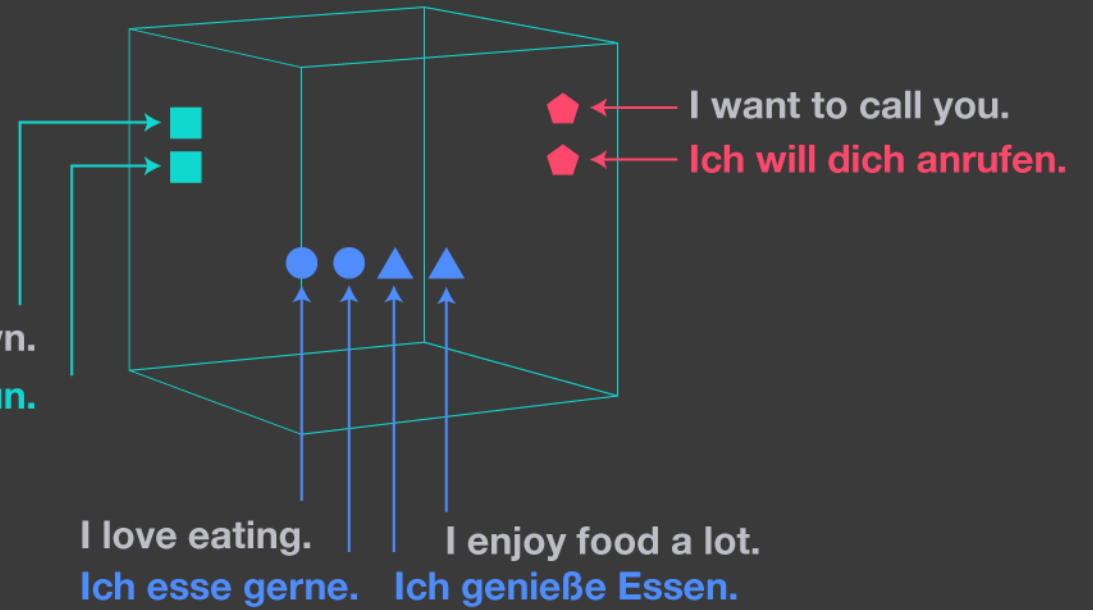 I want to call you.
Ich will dich anrufen.
I love eating.
Ich esse gerne.
I enjoy food a lot.
Ich genieße Essen.